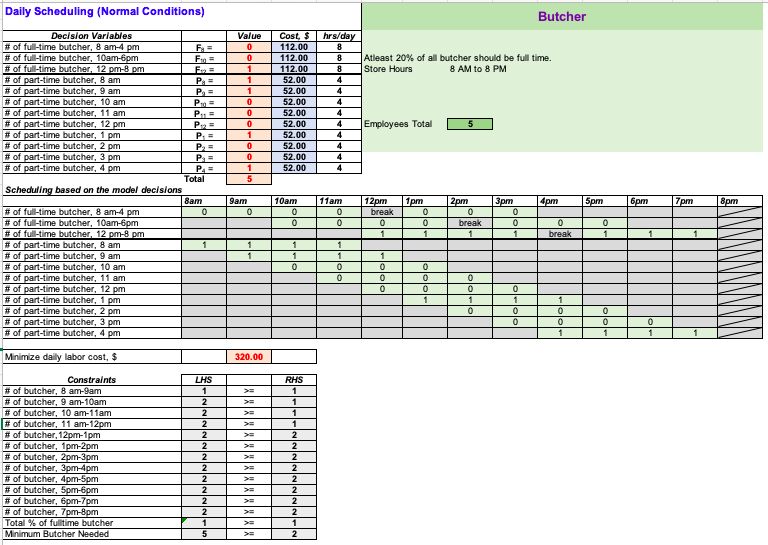 Daily Scheduling (Normal Conditions)
Butcher
Decision Variables Value Cost, $ hrs/day
# of full-time butcher, 8 am-4 pm F₈ = 0 112.00 8
# of full-time butcher, 10am-6pm F₁₀ = 0 112.00 8 Atleast 20% of all butcher should be full time.
# of full-time butcher, 12 pm-8 pm F₁₂ = 1 112.00 8 Store Hours 8 AM to 8 PM
# of part-time butcher, 8 am P₈ = 1 52.00 4
# of part-time butcher, 9 am P₉ = 1 52.00 4
# of part-time butcher, 10 am P₁₀ = 0 52.00 4
# of part-time butcher, 11 am P₁₁ = 0 52.00 4
# of part-time butcher, 12 pm P₁₂ = 0 52.00 4 Employees Total 5
# of part-time butcher, 1 pm P₁ = 1 52.00 4
# of part-time butcher, 2 pm P₂ = 0 52.00 4
# of part-time butcher, 3 pm P₃ = 0 52.00 4
# of part-time butcher, 4 pm P₄ = 1 52.00 4
Total 5
Scheduling based on the model decisions
8am 9am 10am 11am 12pm 1pm 2pm 3pm 4pm 5pm 6pm 7pm 8pm
# of full-time butcher, 8 am-4 pm 0 0 0 0 break 0 0 0
# of full-time butcher, 10am-6pm 0 0 0 0 break 0 0 0
# of full-time butcher, 12 pm-8 pm 1 1 1 1 break 1 1 1
# of part-time butcher, 8 am 1 1 1 1
# of part-time butcher, 9 am 1 1 1 1
# of part-time butcher, 10 am 0 0 0 0
# of part-time butcher, 11 am 0 0 0 0
# of part-time butcher, 12 pm 0 0 0 0
# of part-time butcher, 1 pm 1 1 1 1
# of part-time butcher, 2 pm 0 0 0 0
# of part-time butcher, 3 pm 0 0 0 0
# of part-time butcher, 4 pm 1 1 1 1
Minimize daily labor cost, $ 320.00
Constraints LHS RHS
# of butcher, 8 am-9am 1 >= 1
# of butcher, 9 am-10am 2 >= 1
# of butcher, 10 am-11am 2 >= 1
# of butcher, 11 am-12pm 2 >= 1
# of butcher,12pm-1pm 2 >= 2
# of butcher, 1pm-2pm 2 >= 2
# of butcher, 2pm-3pm 2 >= 2
# of butcher, 3pm-4pm 2 >= 2
# of butcher, 4pm-5pm 2 >= 2
# of butcher, 5pm-6pm 2 >= 2
# of butcher, 6pm-7pm 2 >= 2
# of butcher, 7pm-8pm 2 >= 2
Total % of fulltime butcher 1 >= 1
Minimum Butcher Needed 5 >= 2